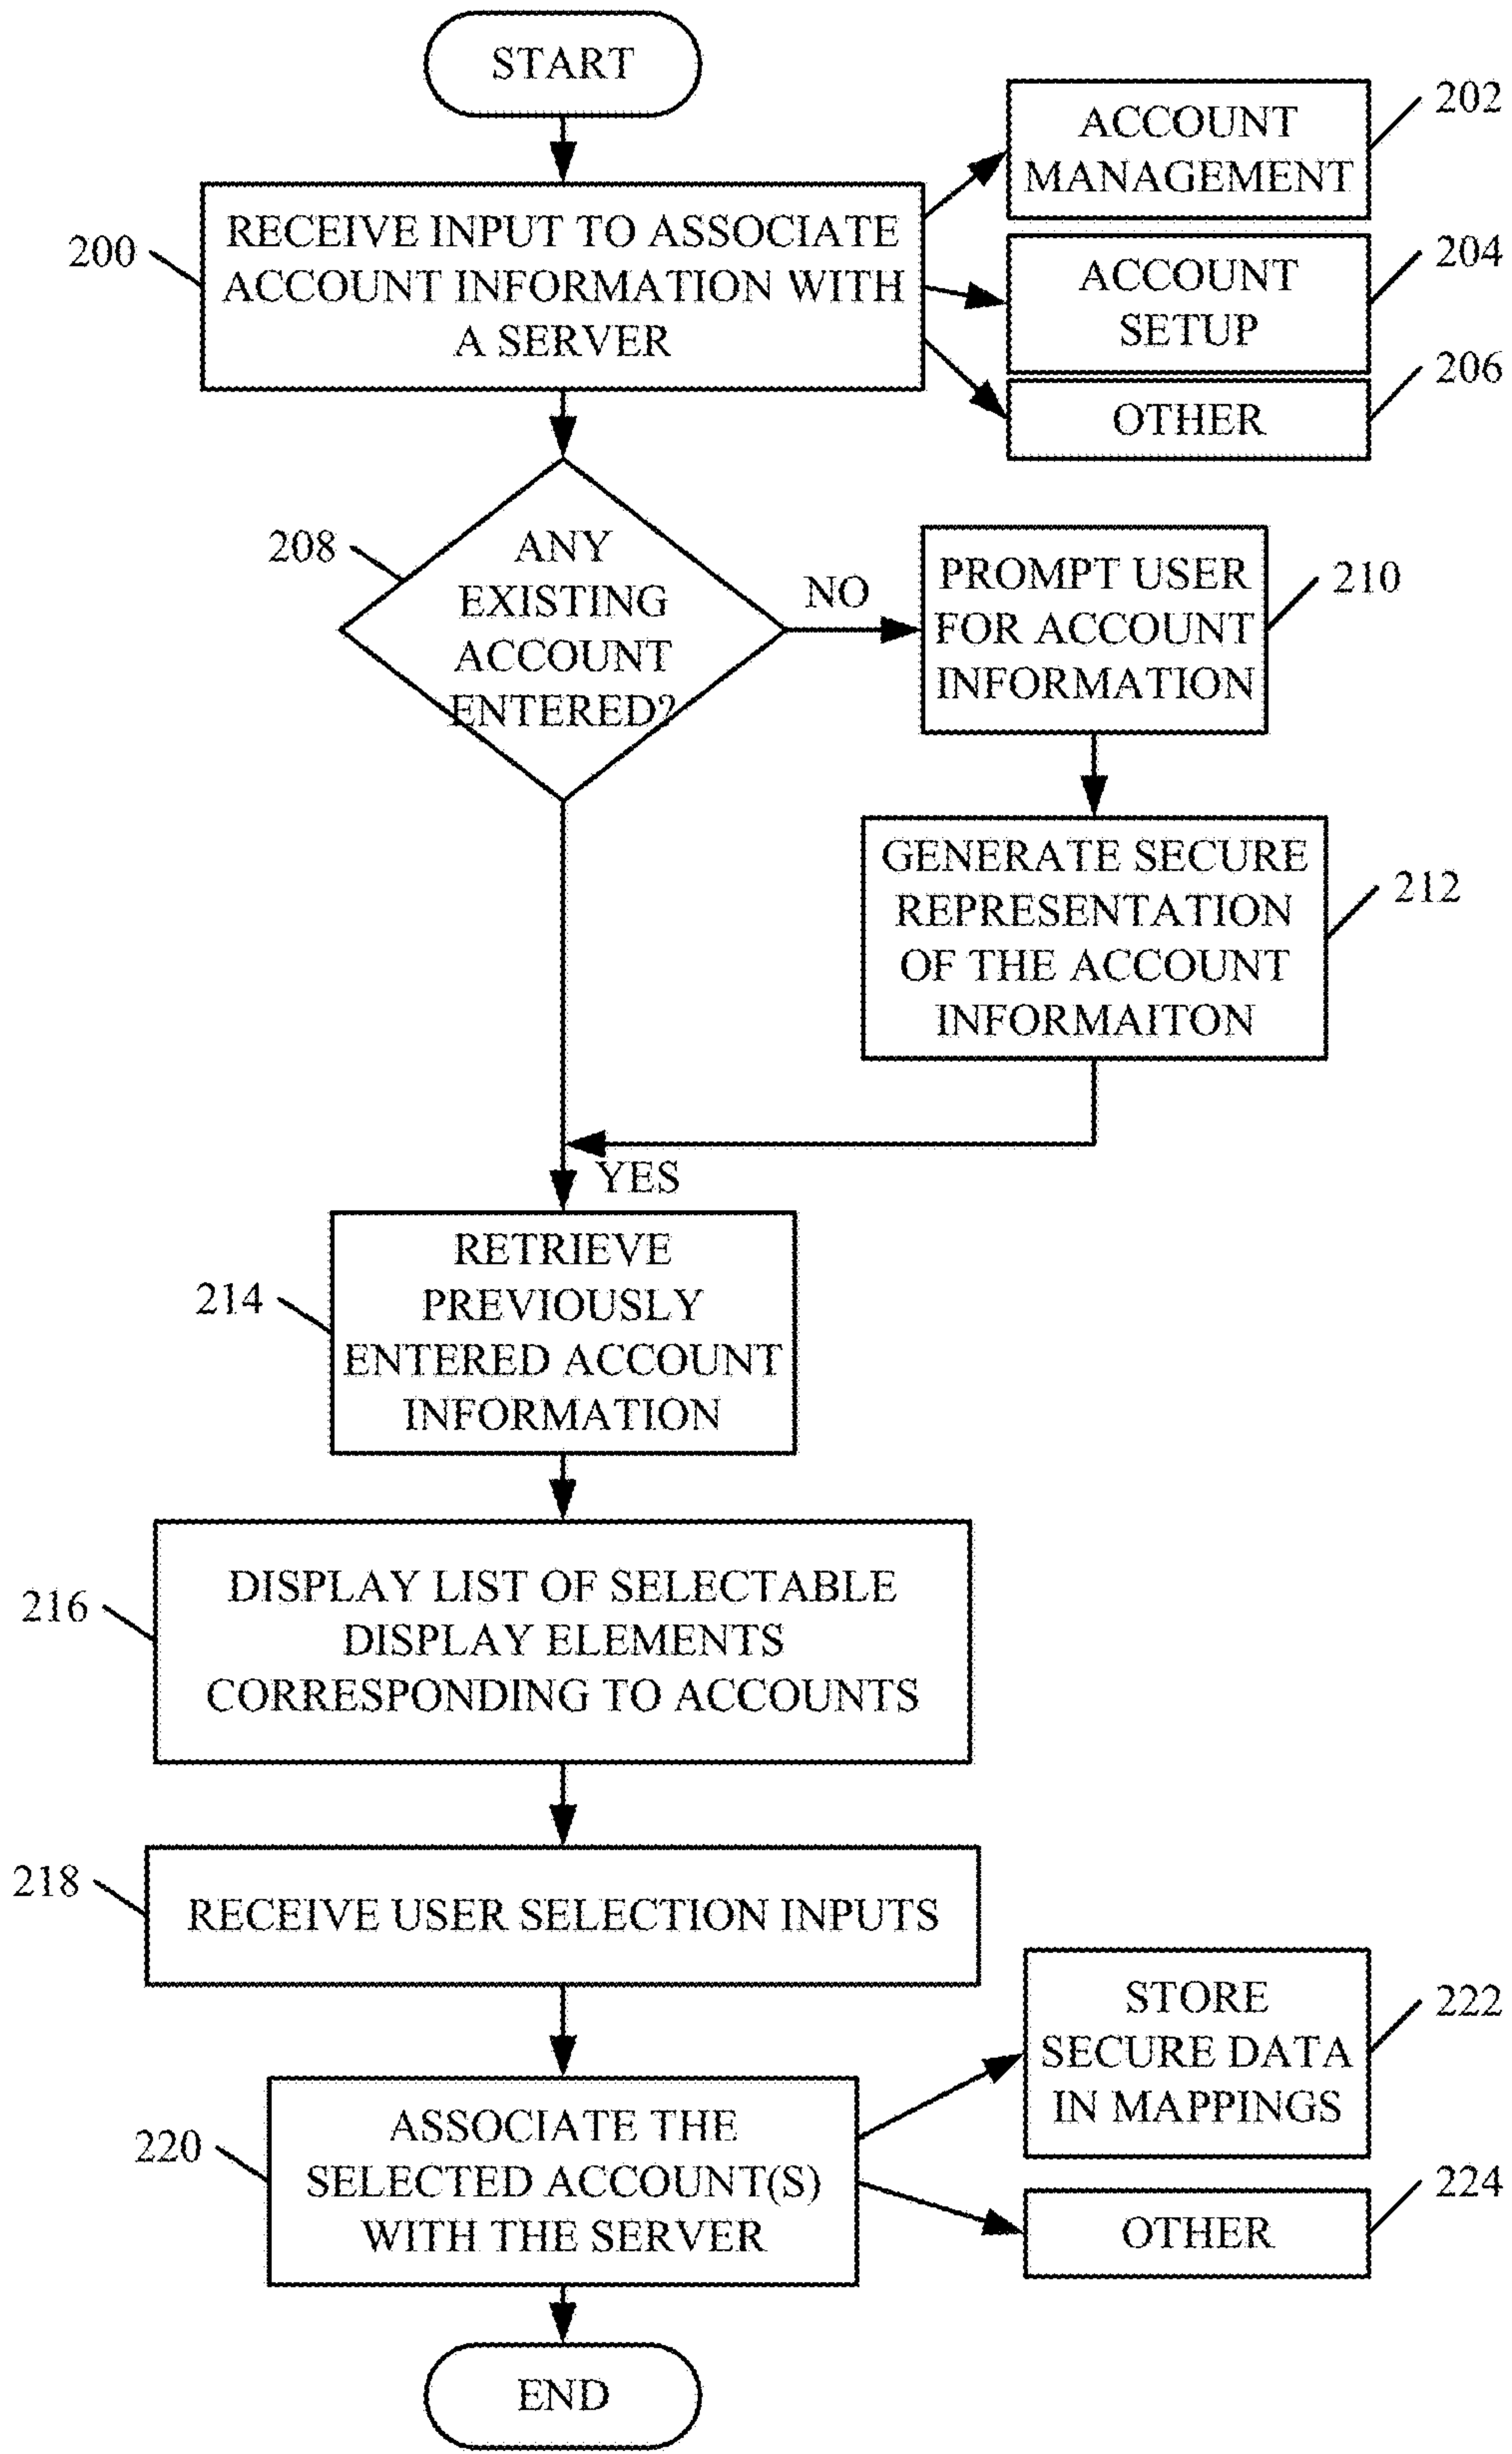 START
202
ACCOUNT
MANAGEMENT
200
RECEIVE INPUT TO ASSOCIATE
ACCOUNT INFORMATION WITH
A SERVER
204
ACCOUNT
SETUP
206
OTHER
208
ANY
EXISTING
ACCOUNT
ENTERED?
NO
PROMPT USER
FOR ACCOUNT
INFORMATION
210
GENERATE SECURE
REPRESENTATION
OF THE ACCOUNT
INFORMAITON
212
YES
214
RETRIEVE
PREVIOUSLY
ENTERED ACCOUNT
INFORMATION
216
DISPLAY LIST OF SELECTABLE
DISPLAY ELEMENTS
CORRESPONDING TO ACCOUNTS
218
RECEIVE USER SELECTION INPUTS
220
ASSOCIATE THE
SELECTED ACCOUNT(S)
WITH THE SERVER
STORE
SECURE DATA
IN MAPPINGS
222
224
OTHER
END